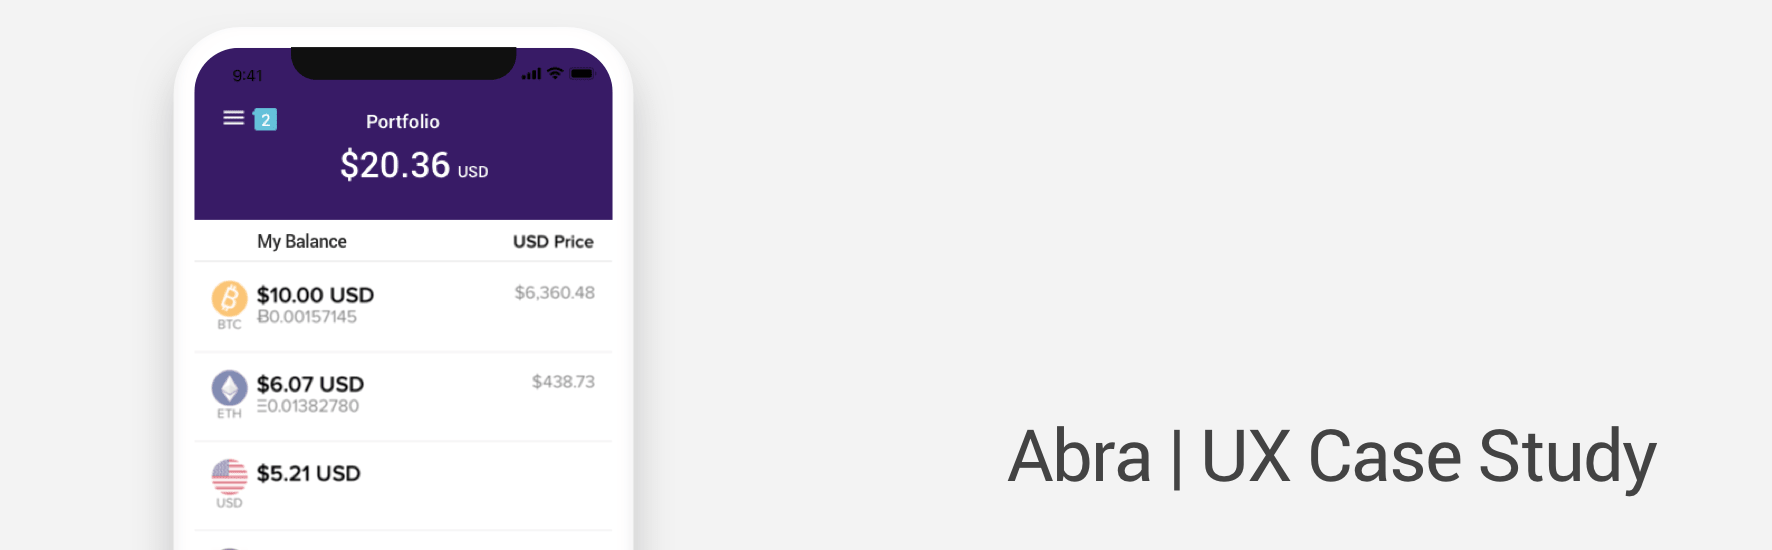 9:41
2
Portfolio
$20.36 USD
My Balance USD Price
$10.00 USD $6,360.48
Ƀ0.00157145
BTC
$6.07 USD $438.73
Ξ0.01382780
ETH
$5.21 USD
USD
Abra | UX Case Study